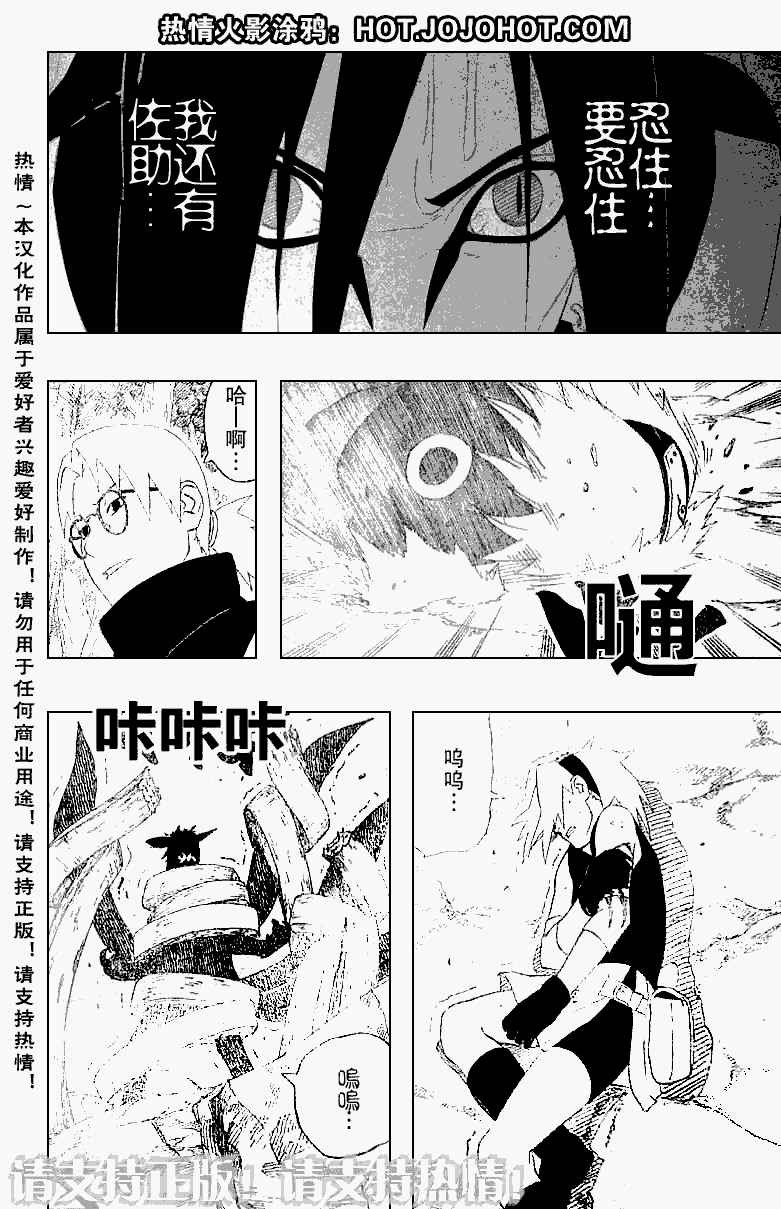 热情火影涂鸦：HOT.JOJOHOT.COM
忍住…
要忍住
我还有
佐助…
嗵
哈—啊…
呜呜…
咔咔咔
嗚嗚…
热情~本汉化作品属于爱好者兴趣爱好制作！请勿用于任何商业用途！请支持正版！请支持热情！
请支持正版！请支持热情！